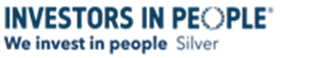 INVESTORS IN PEOPLE®
We invest in people Silver